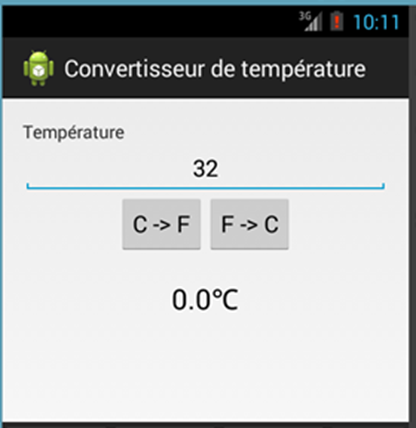 3G 10:11
Convertisseur de température
Température
32
C -> F F -> C
0.0°C